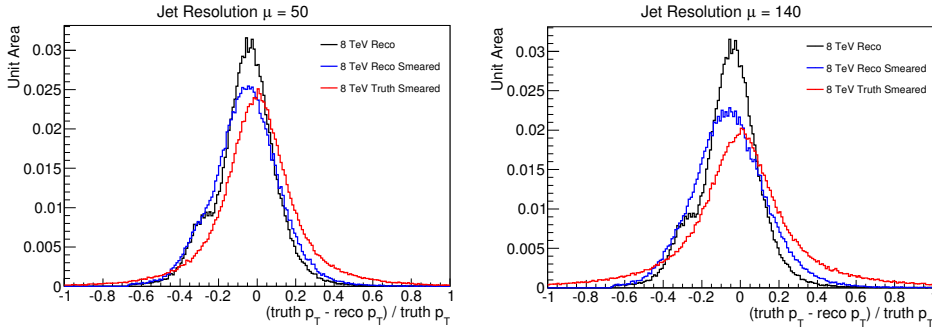 Jet Resolution μ = 50
Unit Area
0.03
0.025
0.02
0.015
0.01
0.005
0
8 TeV Reco
8 TeV Reco Smeared
8 TeV Truth Smeared
-1 -0.8 -0.6 -0.4 -0.2 0 0.2 0.4 0.6 0.8 1
(truth p_T - reco p_T) / truth p_T
Jet Resolution μ = 140
Unit Area
0.03
0.025
0.02
0.015
0.01
0.005
0
8 TeV Reco
8 TeV Reco Smeared
8 TeV Truth Smeared
-1 -0.8 -0.6 -0.4 -0.2 0 0.2 0.4 0.6 0.8 1
(truth p_T - reco p_T) / truth p_T